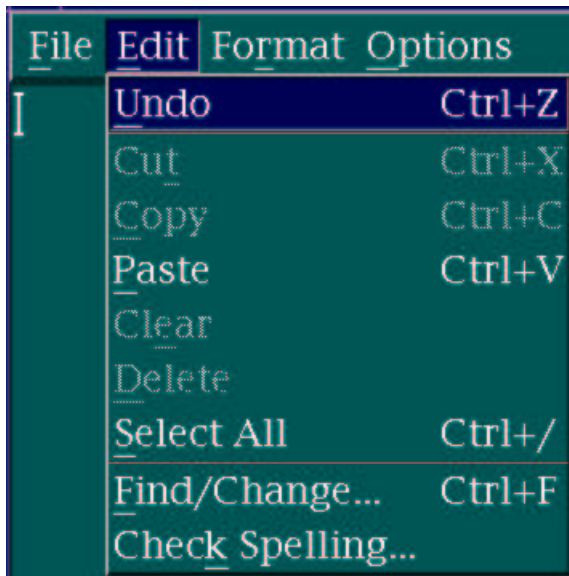 File Edit Format Options
Undo Ctrl+Z
Cut Ctrl+X
Copy Ctrl+C
Paste Ctrl+V
Clear
Delete
Select All Ctrl+/
Find/Change... Ctrl+F
Check Spelling...